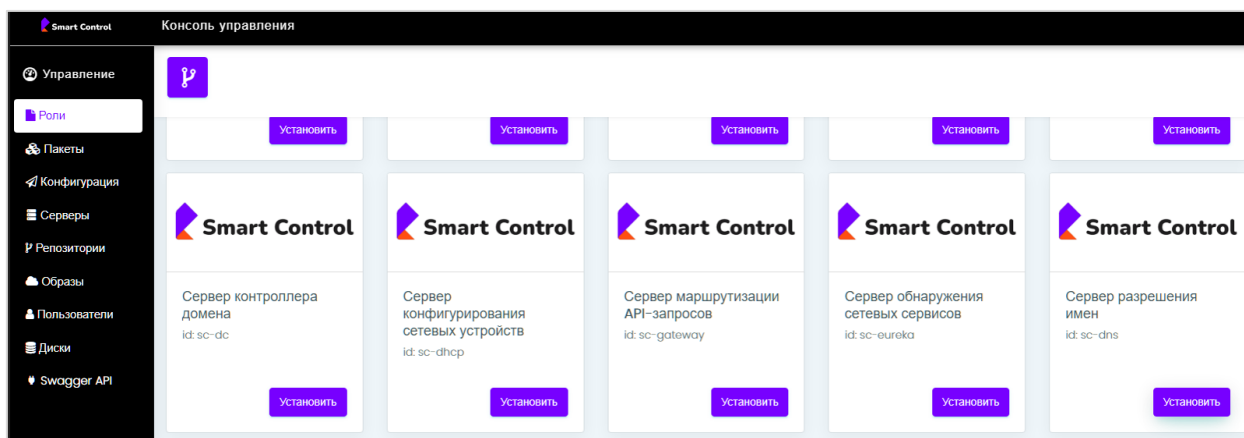 Smart Control
Консоль управления
Управление
Роли
Пакеты
Конфигурация
Серверы
Репозитории
Образы
Пользователи
Диски
Swagger API
Установить
Установить
Установить
Установить
Установить
Smart Control
Сервер контроллера
домена
id: sc-dc
Установить
Smart Control
Сервер
конфигурирования
сетевых устройств
id: sc-dhcp
Установить
Smart Control
Сервер маршрутизации
API-запросов
id: sc-gateway
Установить
Smart Control
Сервер обнаружения
сетевых сервисов
id: sc-eureka
Установить
Smart Control
Сервер разрешения
имен
id: sc-dns
Установить